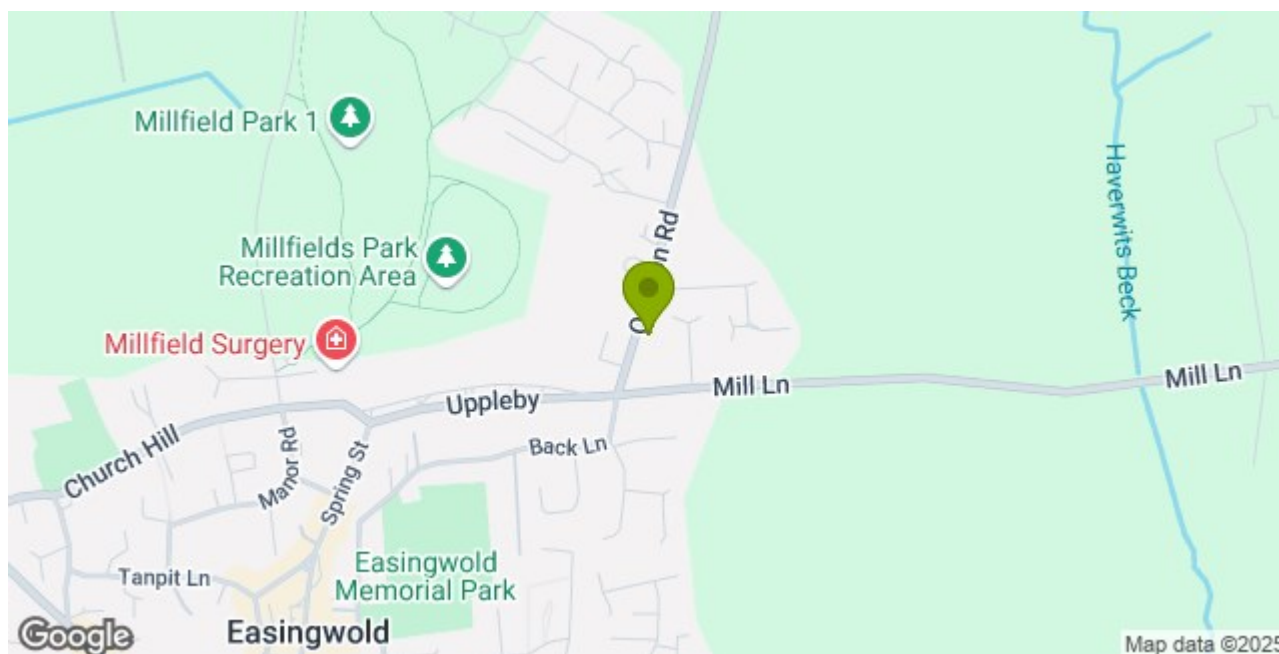 Millfield Park 1
Haverwits Beck
n Rd
Millfields Park
Recreation Area
Millfield Surgery
Mill Ln
Mill Ln
Uppleby
Church Hill
Manor Rd
Spring St
Back Ln
Easingwold
Memorial Park
Tanpit Ln
Easingwold
Google
Map data ©2025